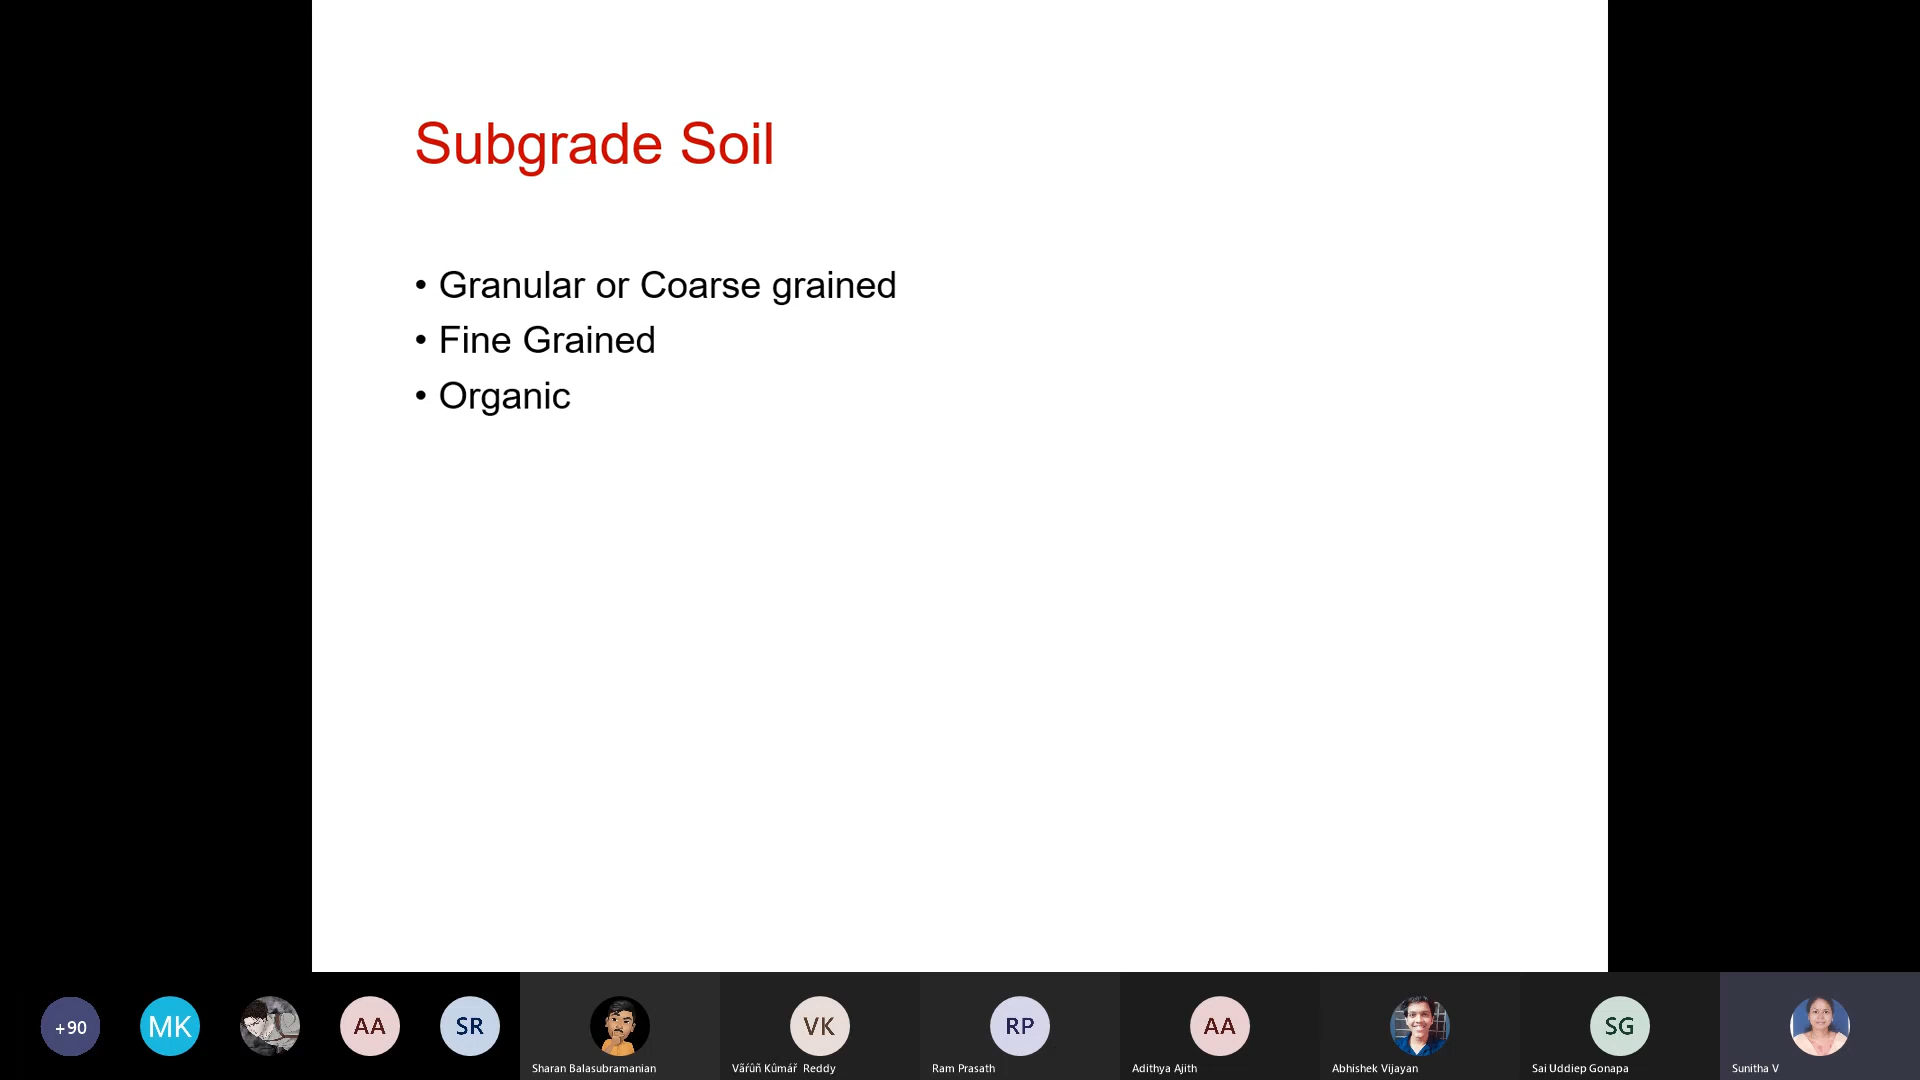 Subgrade Soil
• Granular or Coarse grained
• Fine Grained
• Organic
+90
MK
AA
SR
VK
RP
AA
SG
Sharan Balasubramanian
Vãŕûñ Kûmář Reddy
Ram Prasath
Adithya Ajith
Abhishek Vijayan
Sai Uddiep Gonapa
Sunitha V